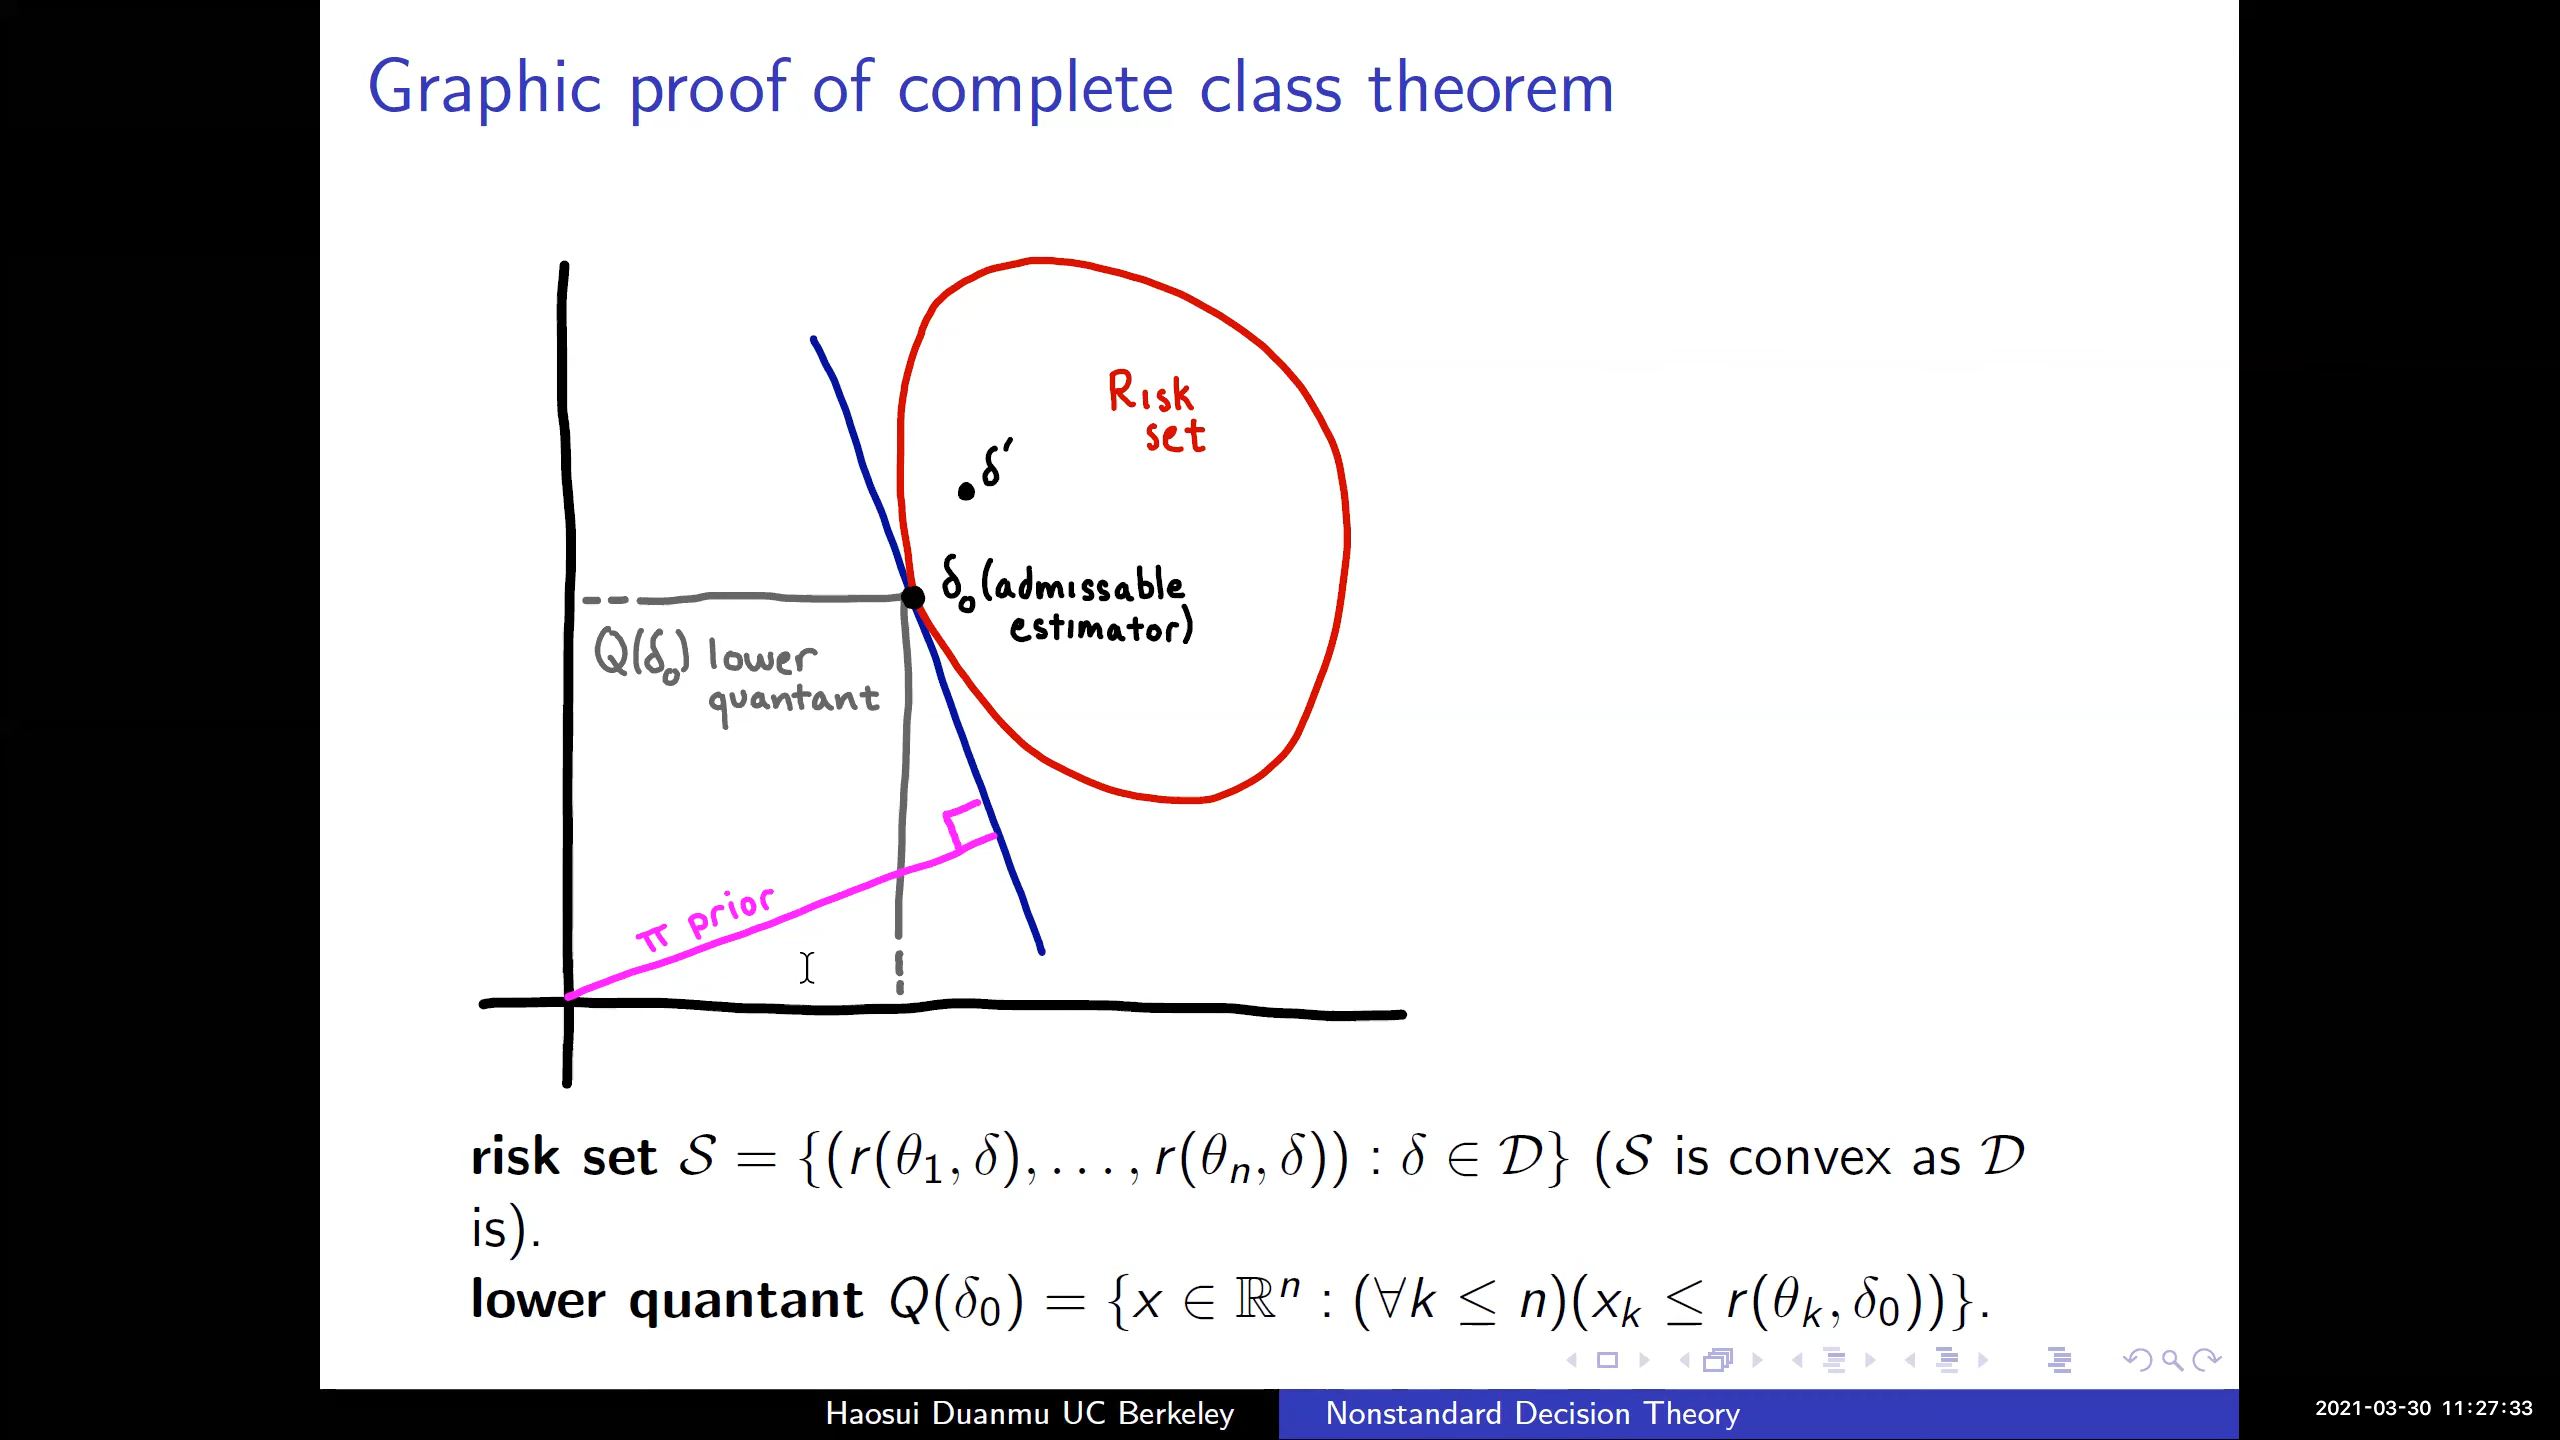 Graphic proof of complete class theorem
Risk
set
δ′
δ₀ (admissable
estimator)
Q(δ₀) lower
quantant
π prior
risk set 𝒮 = {(r(θ₁, δ), . . . , r(θₙ, δ)) : δ ∈ 𝒟} (𝒮 is convex as 𝒟
is).
lower quantant Q(δ₀) = {x ∈ ℝⁿ : (∀k ≤ n)(xₖ ≤ r(θₖ, δ₀))}.
Haosui Duanmu UC Berkeley
Nonstandard Decision Theory
2021-03-30 11:27:33